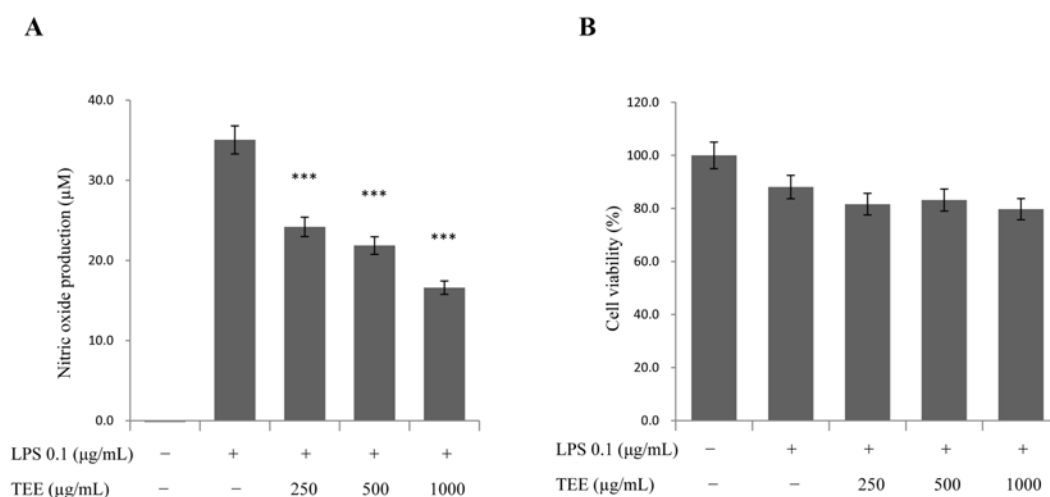 A
B
Nitric oxide production (µM)
40.0
30.0
20.0
10.0
0.0
*** *** ***
LPS 0.1 (µg/mL) − + + + +
TEE (µg/mL) − − 250 500 1000
Cell viability (%)
120.0
100.0
80.0
60.0
40.0
20.0
0.0
LPS 0.1 (µg/mL) − + + + +
TEE (µg/mL) − − 250 500 1000